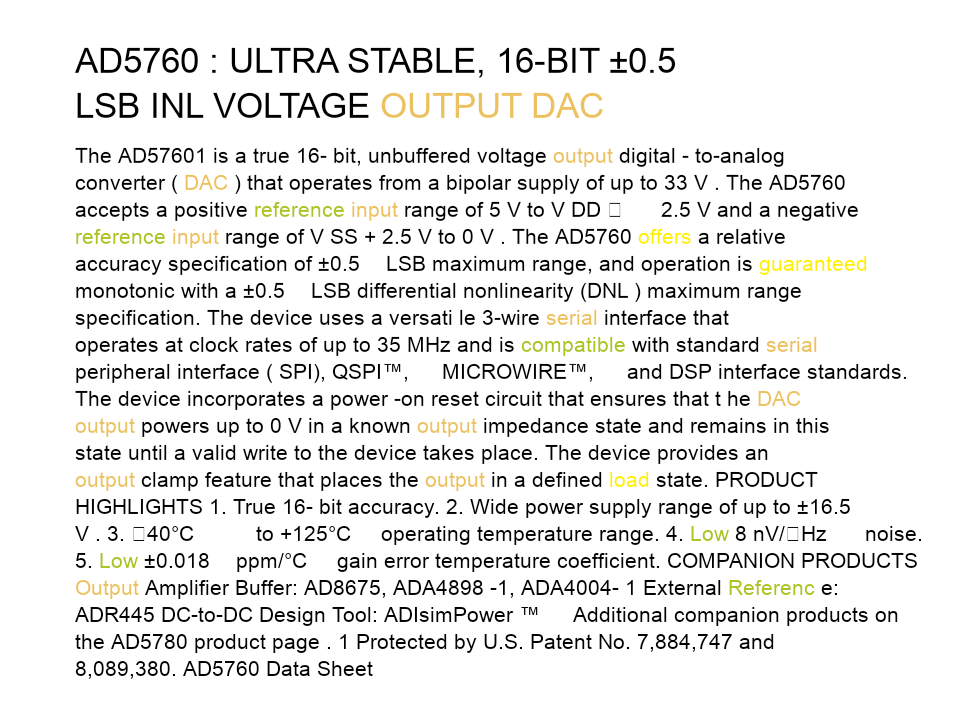 AD5760 : ULTRA STABLE, 16-BIT ±0.5
LSB INL VOLTAGE OUTPUT DAC
The AD57601 is a true 16- bit, unbuffered voltage output digital - to-analog
converter ( DAC ) that operates from a bipolar supply of up to 33 V . The AD5760
accepts a positive reference input range of 5 V to V DD □ 2.5 V and a negative
reference input range of V SS + 2.5 V to 0 V . The AD5760 offers a relative
accuracy specification of ±0.5 LSB maximum range, and operation is guaranteed
monotonic with a ±0.5 LSB differential nonlinearity (DNL ) maximum range
specification. The device uses a versati le 3-wire serial interface that
operates at clock rates of up to 35 MHz and is compatible with standard serial
peripheral interface ( SPI), QSPI™, MICROWIRE™, and DSP interface standards.
The device incorporates a power -on reset circuit that ensures that t he DAC
output powers up to 0 V in a known output impedance state and remains in this
state until a valid write to the device takes place. The device provides an
output clamp feature that places the output in a defined load state. PRODUCT
HIGHLIGHTS 1. True 16- bit accuracy. 2. Wide power supply range of up to ±16.5
V . 3. □40°C to +125°C operating temperature range. 4. Low 8 nV/□Hz noise.
5. Low ±0.018 ppm/°C gain error temperature coefficient. COMPANION PRODUCTS
Output Amplifier Buffer: AD8675, ADA4898 -1, ADA4004- 1 External Referenc e:
ADR445 DC-to-DC Design Tool: ADIsimPower ™ Additional companion products on
the AD5780 product page . 1 Protected by U.S. Patent No. 7,884,747 and
8,089,380. AD5760 Data Sheet